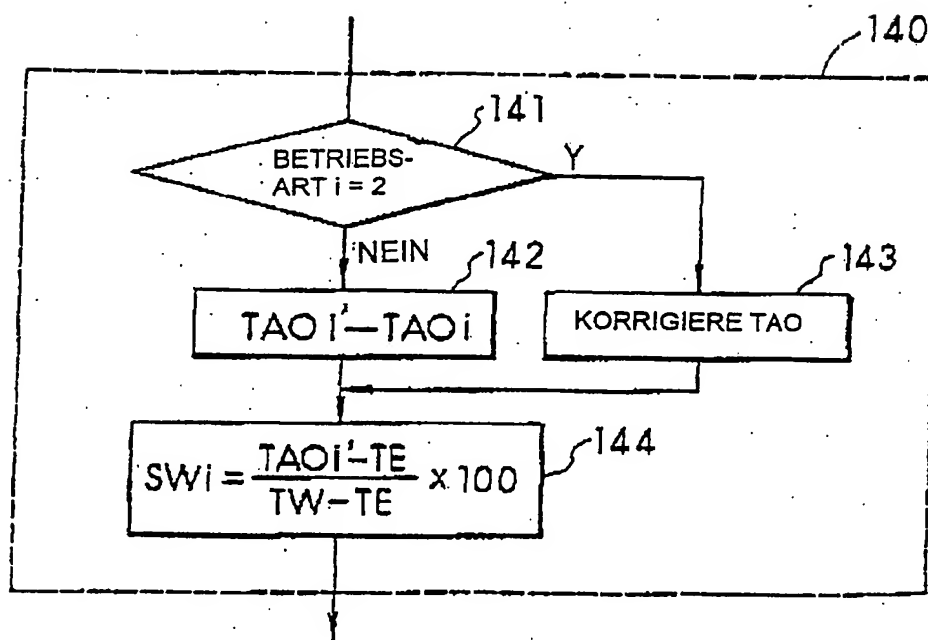 140
141
BETRIEBS-
ART i = 2
Y
NEIN
142
143
TAO I'—TAO i
KORRIGIERE TAO
144
SWi = TAOi'-TE / TW-TE × 100